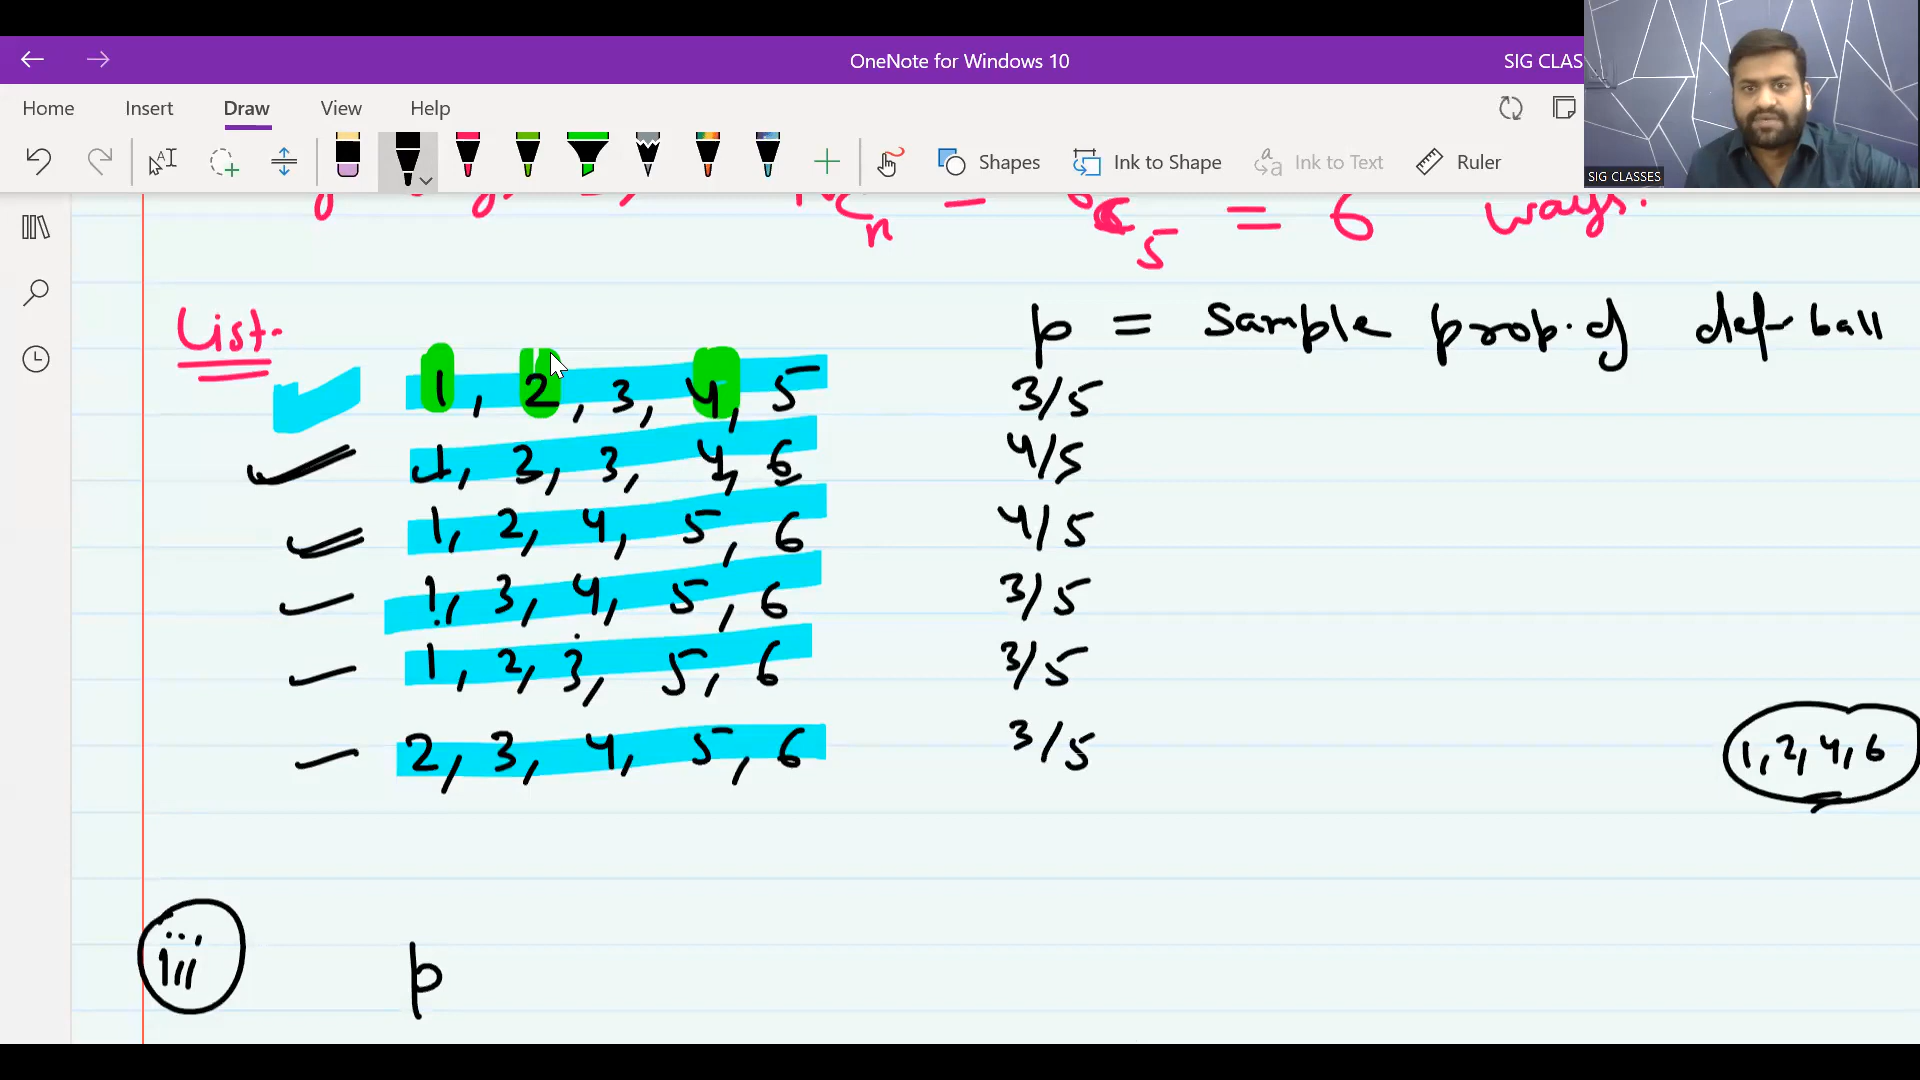 OneNote for Windows 10
SIG CLAS
Home Insert Draw View Help
Shapes Ink to Shape Ink to Text Ruler
SIG CLASSES
= 6C5 = 6 ways.
List-
p = Sample prob. of def- ball
1, 2, 3, 4, 5 3/5
1, 2, 3, 4, 6 4/5
1, 2, 4, 5, 6 4/5
1, 3, 4, 5, 6 3/5
1, 2, 3, 5, 6 3/5
2, 3, 4, 5, 6 3/5
1, 2, 4, 6
iii p